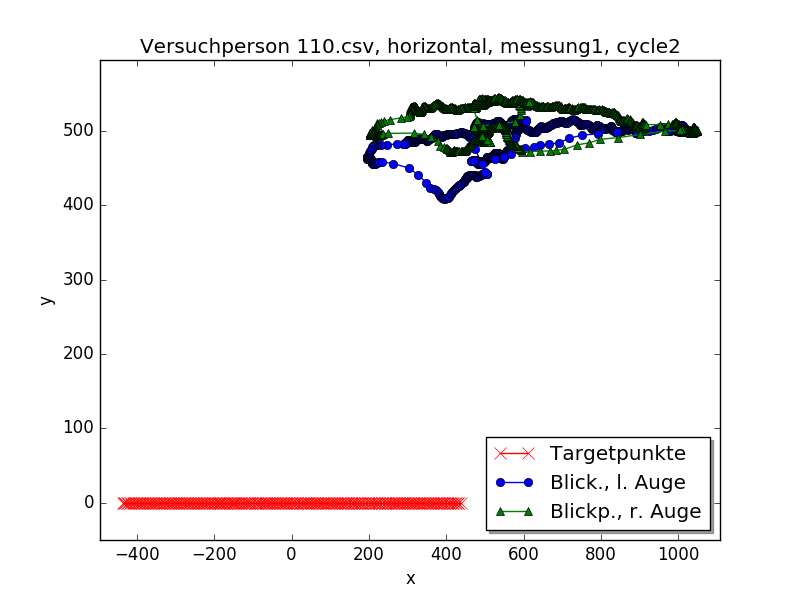 Versuchperson 110.csv, horizontal, messung1, cycle2
500
400
300
200
100
0
y
−400
−200
0
200
400
600
800
1000
x
Targetpunkte
Blick., l. Auge
Blickp., r. Auge